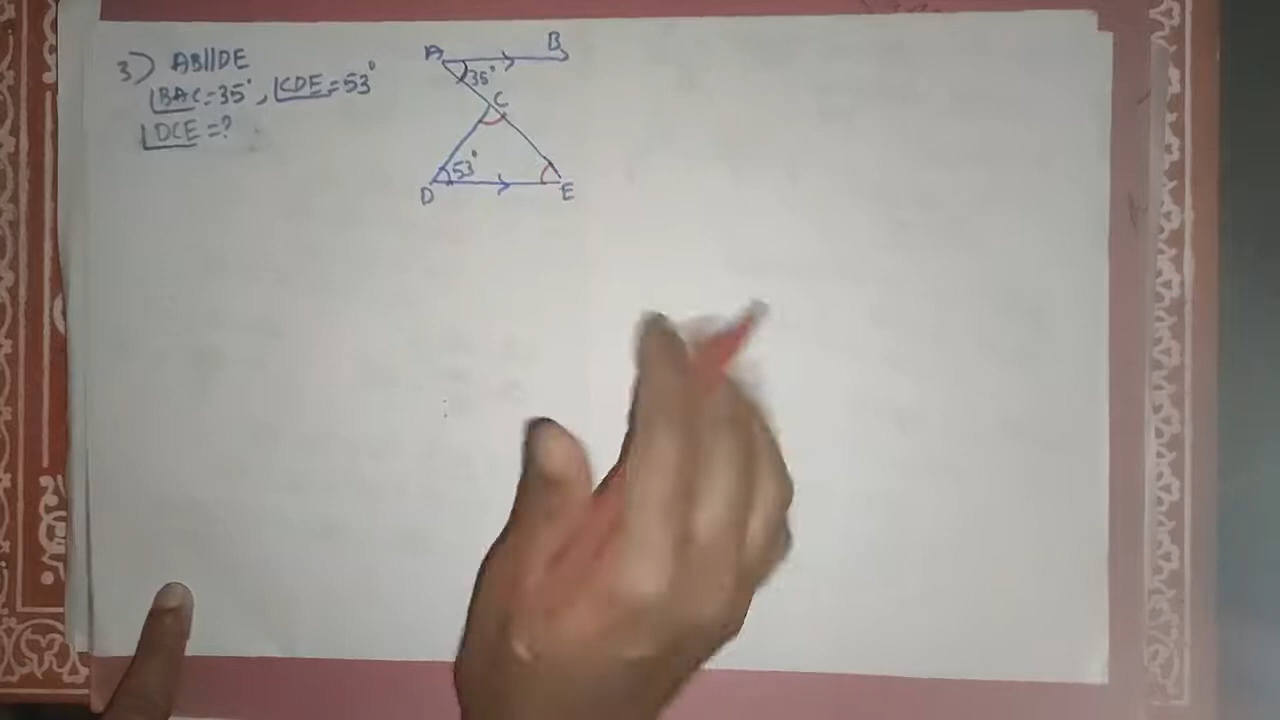 3) AB||DE
∠BAC=35°, ∠CDE=53°
∠DCE=?
A B
35°
C
53°
D E